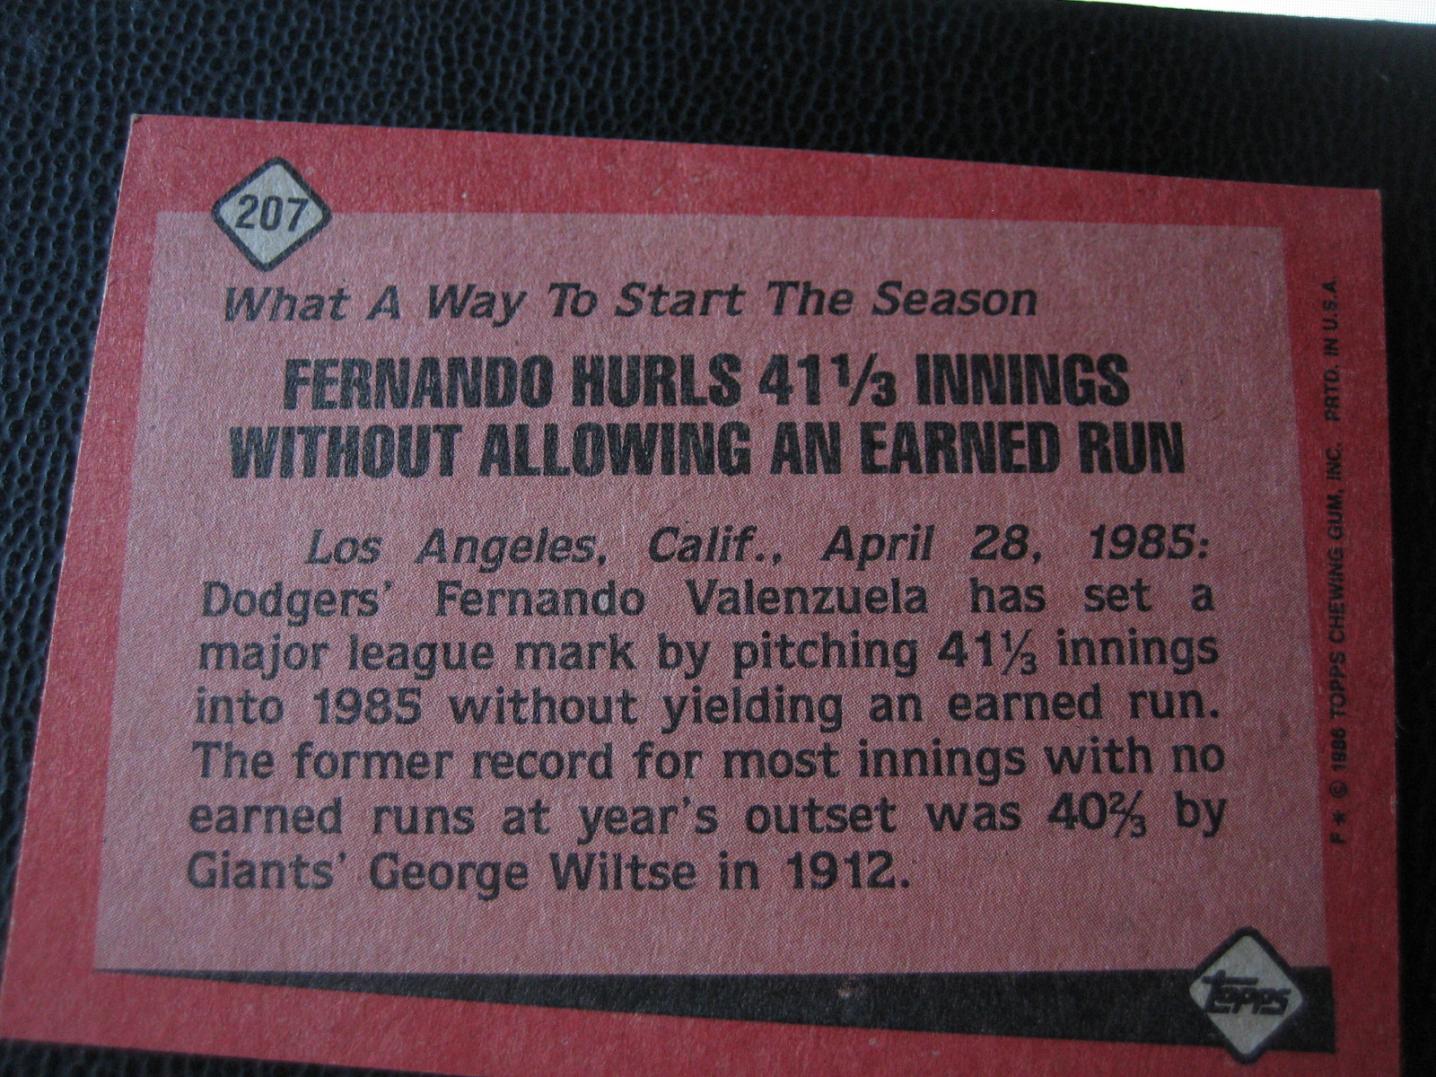 207
What A Way To Start The Season
FERNANDO HURLS 41⅓ INNINGS
WITHOUT ALLOWING AN EARNED RUN
Los Angeles, Calif., April 28, 1985:
Dodgers' Fernando Valenzuela has set a
major league mark by pitching 41⅓ innings
into 1985 without yielding an earned run.
The former record for most innings with no
earned runs at year's outset was 40⅔ by
Giants' George Wiltse in 1912.
F * © 1986 TOPPS CHEWING GUM, INC. PRTD. IN U.S.A.
topps